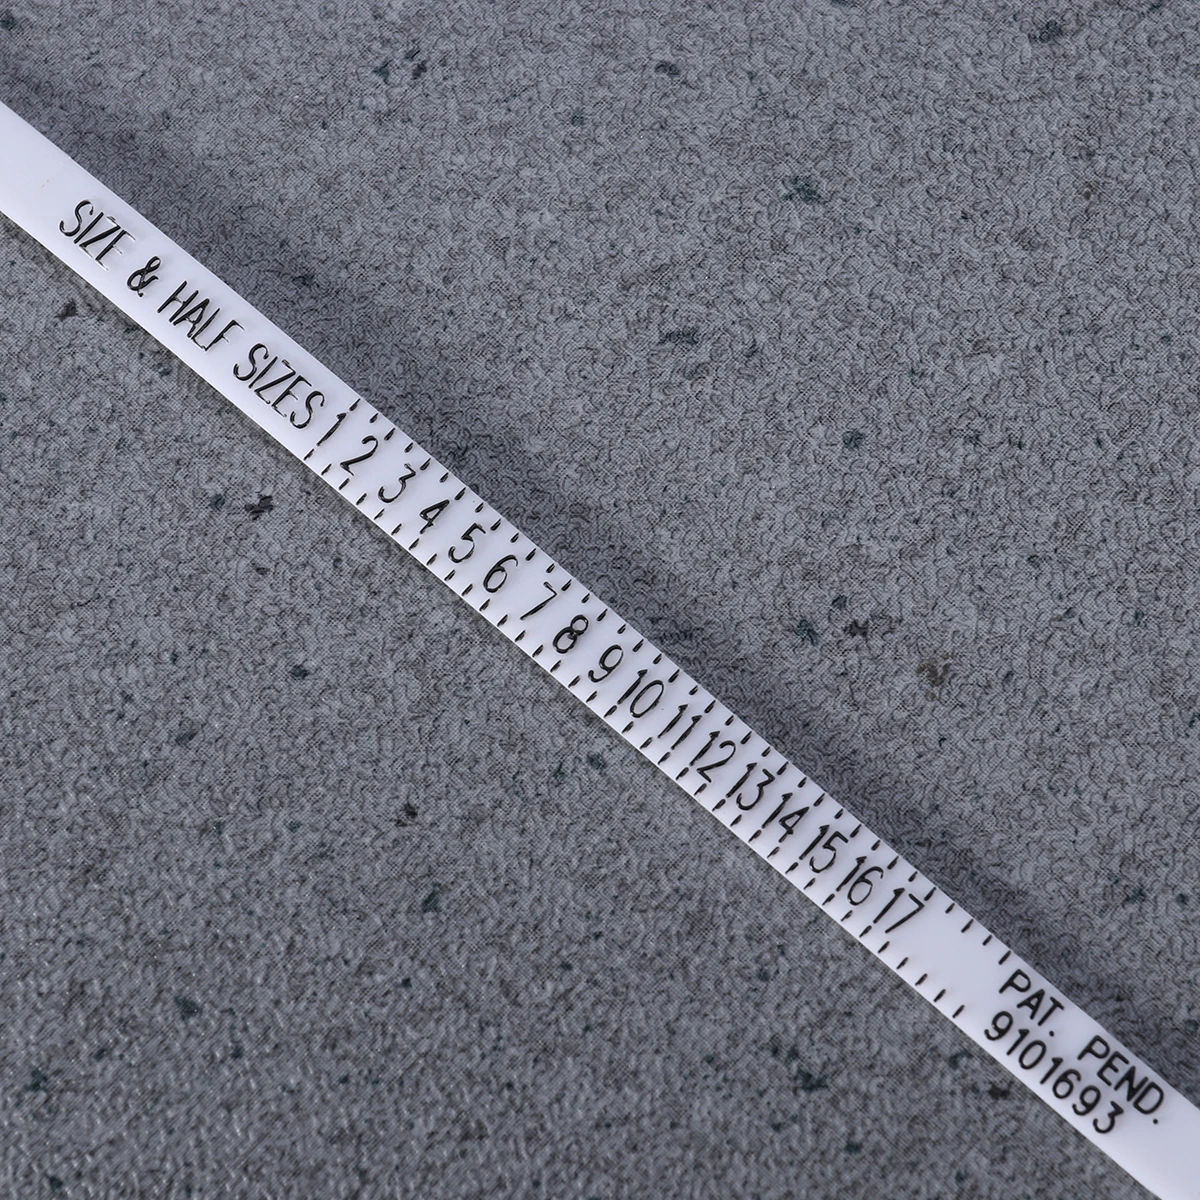 SIZE & HALF SIZES 1 2 3 4 5 6 7 8 9 10 11 12 13 14 15 16 17
PAT. PEND.
9101693